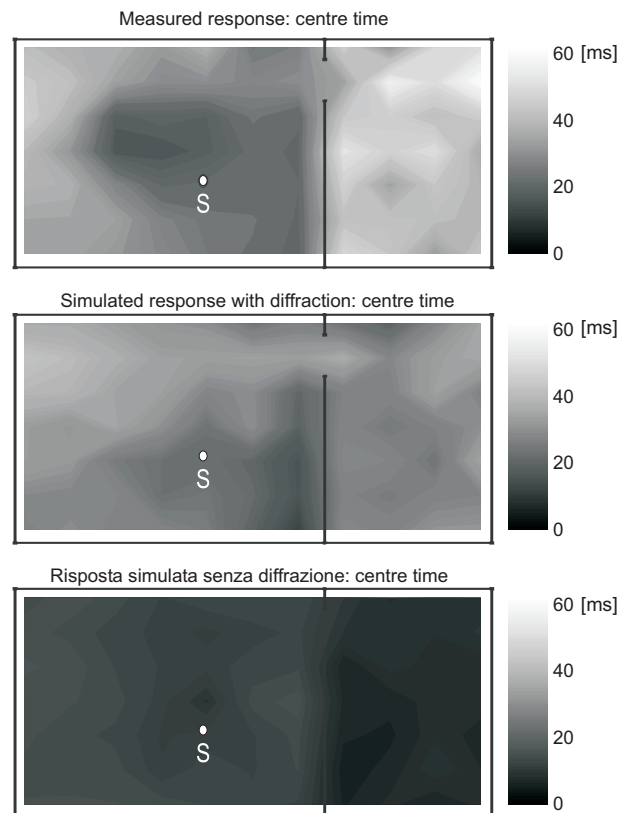 Measured response: centre time
60 [ms]
40
20
0
S
Simulated response with diffraction: centre time
60 [ms]
40
20
0
S
Risposta simulata senza diffrazione: centre time
60 [ms]
40
20
0
S